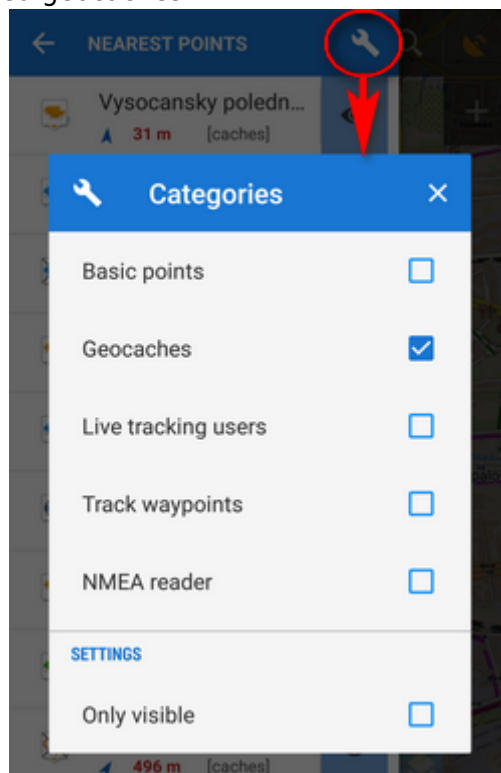 NEAREST POINTS
Vysocansky poledn...
31 m [caches]
Categories
Basic points
Geocaches
Live tracking users
Track waypoints
NMEA reader
SETTINGS
Only visible
496 m [caches]